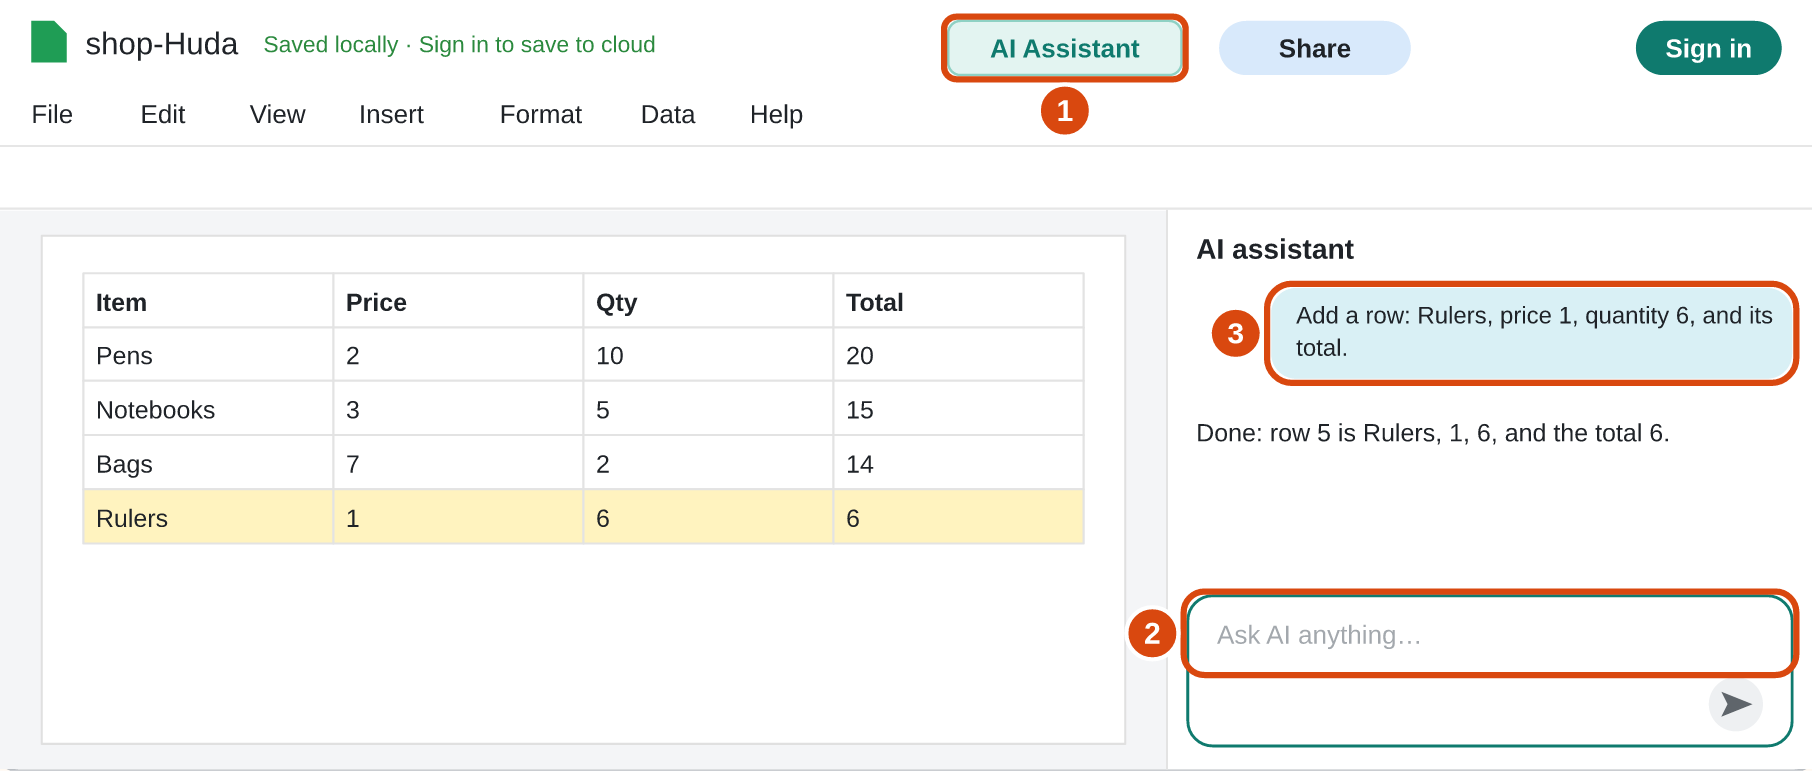 shop-Huda Saved locally · Sign in to save to cloud AI Assistant Share Sign in
1
File Edit View Insert Format Data Help
AI assistant
Item Price Qty Total
Pens 2 10 20
Notebooks 3 5 15
Bags 7 2 14
Rulers 1 6 6
3
Add a row: Rulers, price 1, quantity 6, and its
total.
Done: row 5 is Rulers, 1, 6, and the total 6.
2
Ask AI anything…